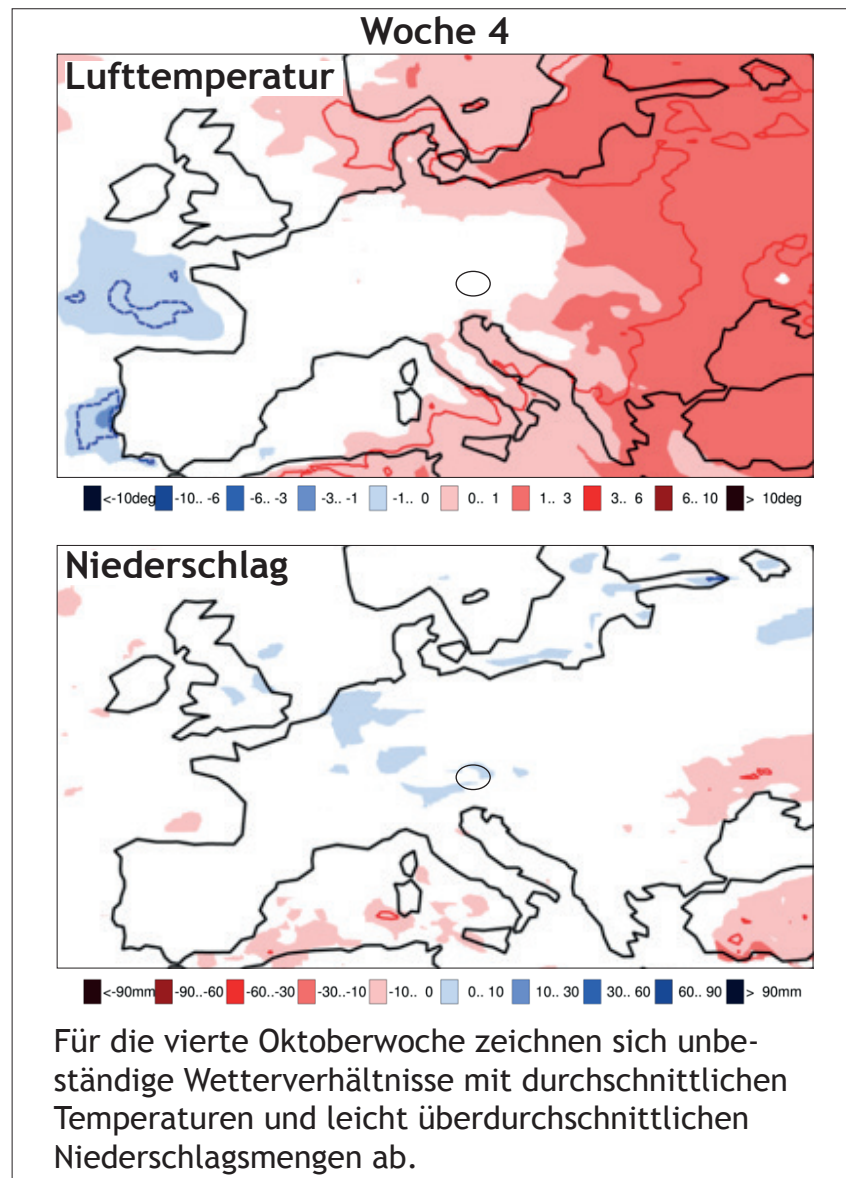 Woche 4
Lufttemperatur
<-10deg -10.. -6 -6.. -3 -3.. -1 -1.. 0 0.. 1 1.. 3 3.. 6 6.. 10 > 10deg
Niederschlag
<-90mm -90..-60 -60..-30 -30..-10 -10.. 0 0.. 10 10.. 30 30.. 60 60.. 90 > 90mm
Für die vierte Oktoberwoche zeichnen sich unbe-
ständige Wetterverhältnisse mit durchschnittlichen
Temperaturen und leicht überdurchschnittlichen
Niederschlagsmengen ab.